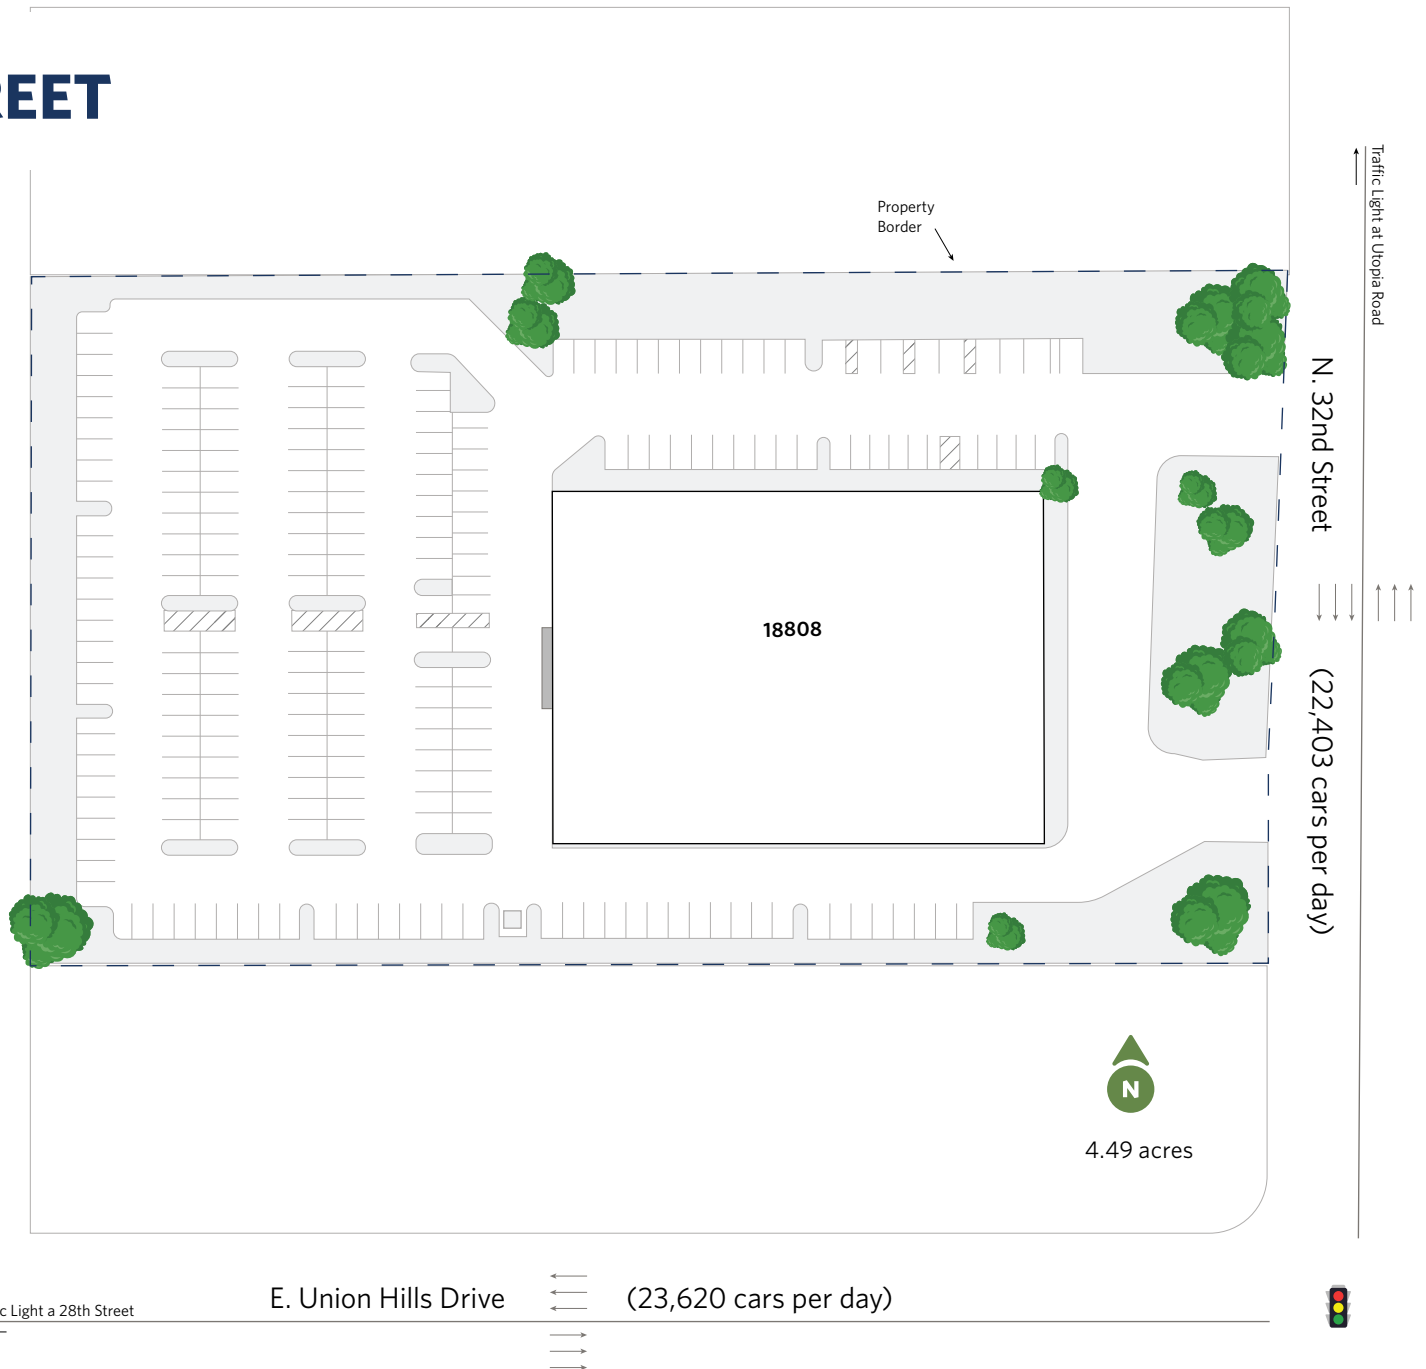 REET
Property
Border
Traffic Light at Utopia Road
N. 32nd Street
18808
(22,403 cars per day)
N
4.49 acres
E. Union Hills Drive
(23,620 cars per day)
c Light a 28th Street